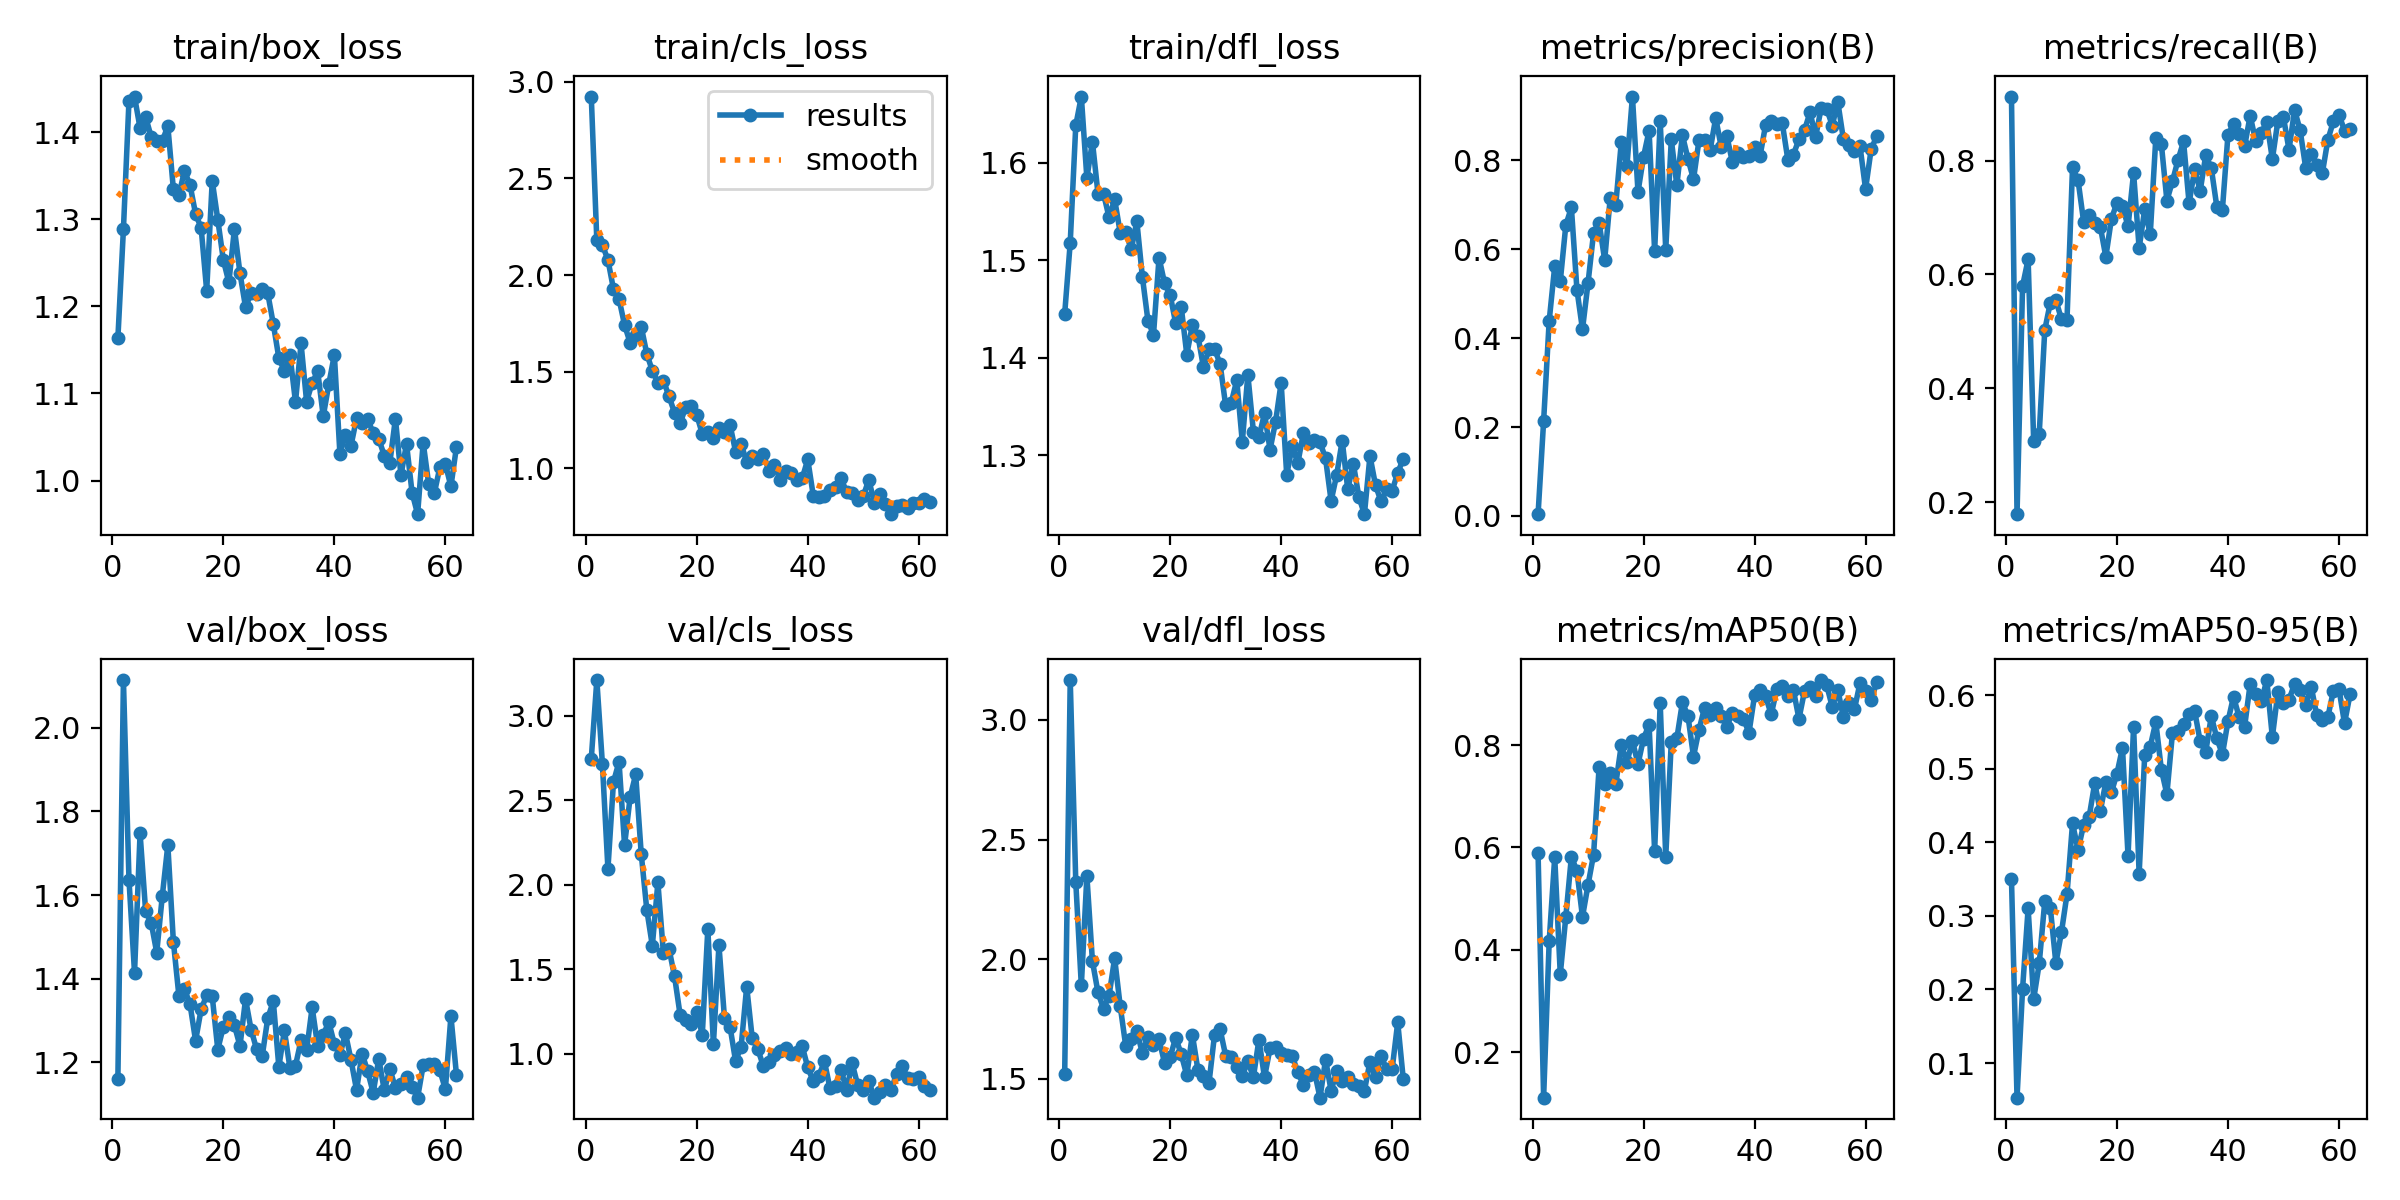 train/box_loss
1.4
1.3
1.2
1.1
1.0
0 20 40 60
train/cls_loss
results
smooth
3.0
2.5
2.0
1.5
1.0
0 20 40 60
train/dfl_loss
1.6
1.5
1.4
1.3
0 20 40 60
metrics/precision(B)
0.8
0.6
0.4
0.2
0.0
0 20 40 60
metrics/recall(B)
0.8
0.6
0.4
0.2
0 20 40 60
val/box_loss
2.0
1.8
1.6
1.4
1.2
0 20 40 60
val/cls_loss
3.0
2.5
2.0
1.5
1.0
0 20 40 60
val/dfl_loss
3.0
2.5
2.0
1.5
0 20 40 60
metrics/mAP50(B)
0.8
0.6
0.4
0.2
0 20 40 60
metrics/mAP50-95(B)
0.6
0.5
0.4
0.3
0.2
0.1
0 20 40 60